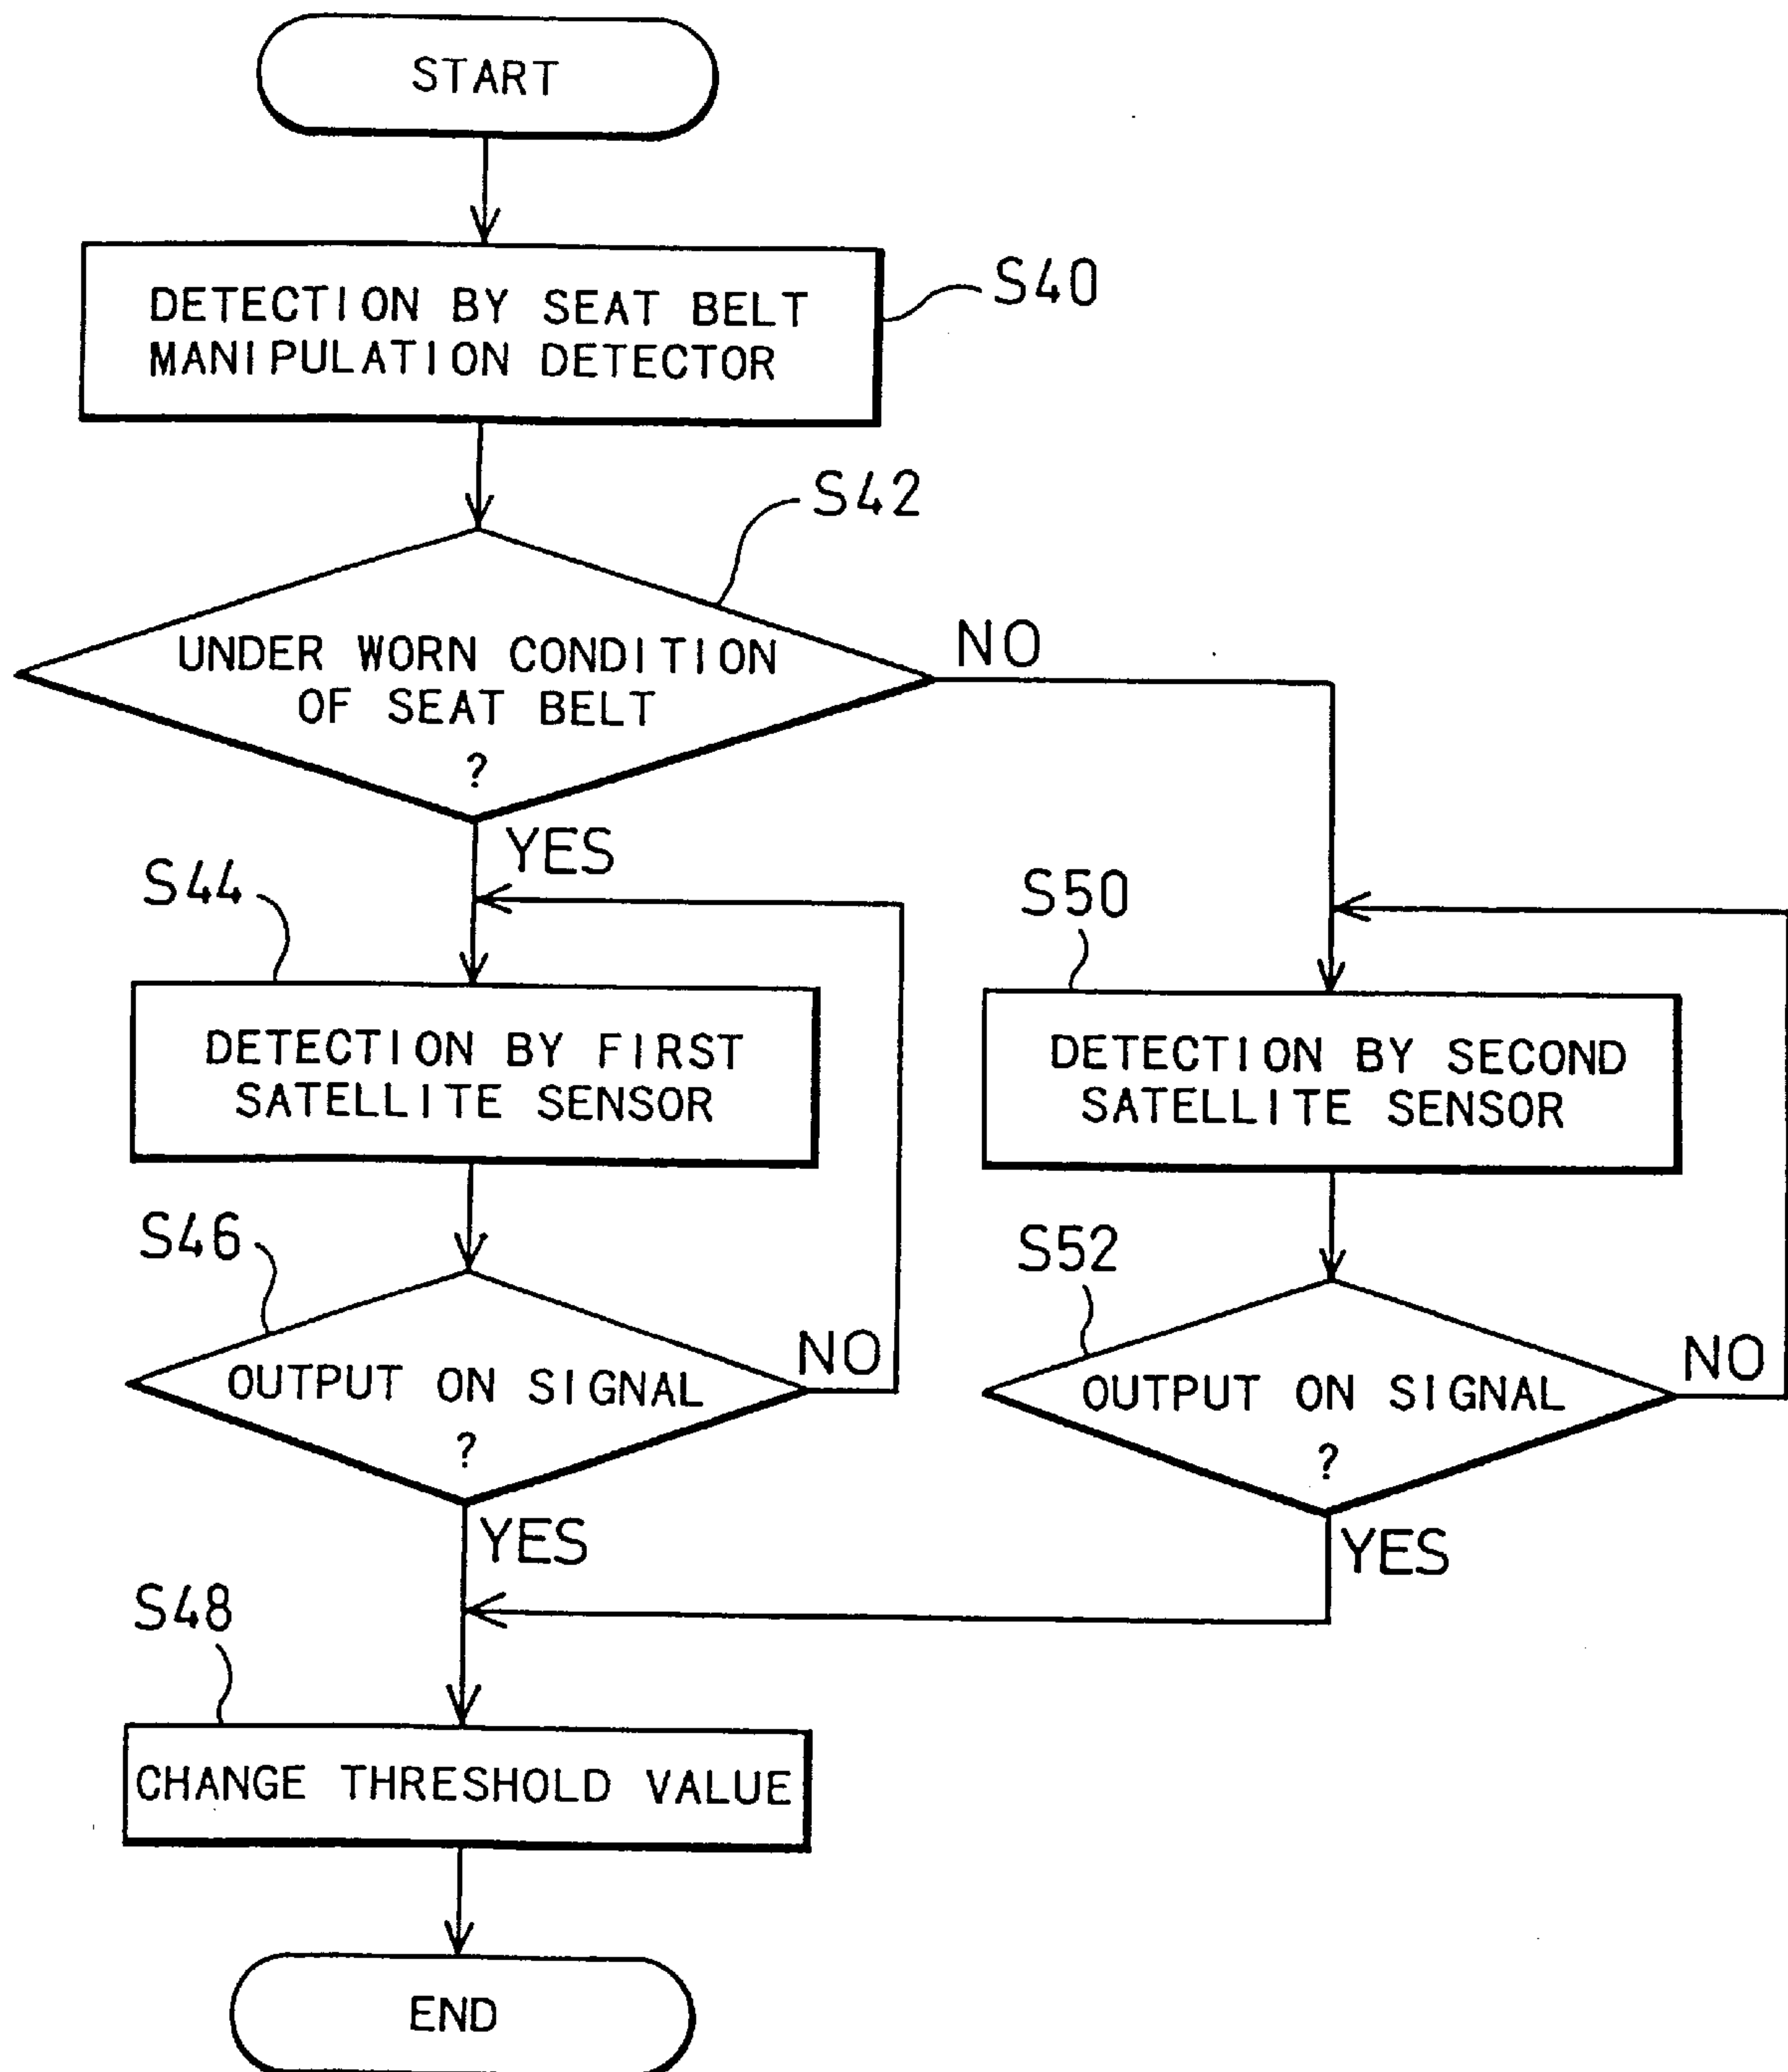 START
DETECTION BY SEAT BELT
MANIPULATION DETECTOR
S40
S42
UNDER WORN CONDITION
OF SEAT BELT
?
NO
YES
S44
DETECTION BY FIRST
SATELLITE SENSOR
S50
DETECTION BY SECOND
SATELLITE SENSOR
S46
OUTPUT ON SIGNAL
?
NO
S52
OUTPUT ON SIGNAL
?
NO
YES
YES
S48
CHANGE THRESHOLD VALUE
END